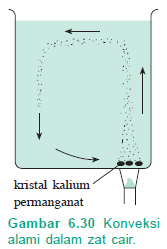 kristal kalium
permanganat
Gambar 6.30 Konveksi
alami dalam zat cair.